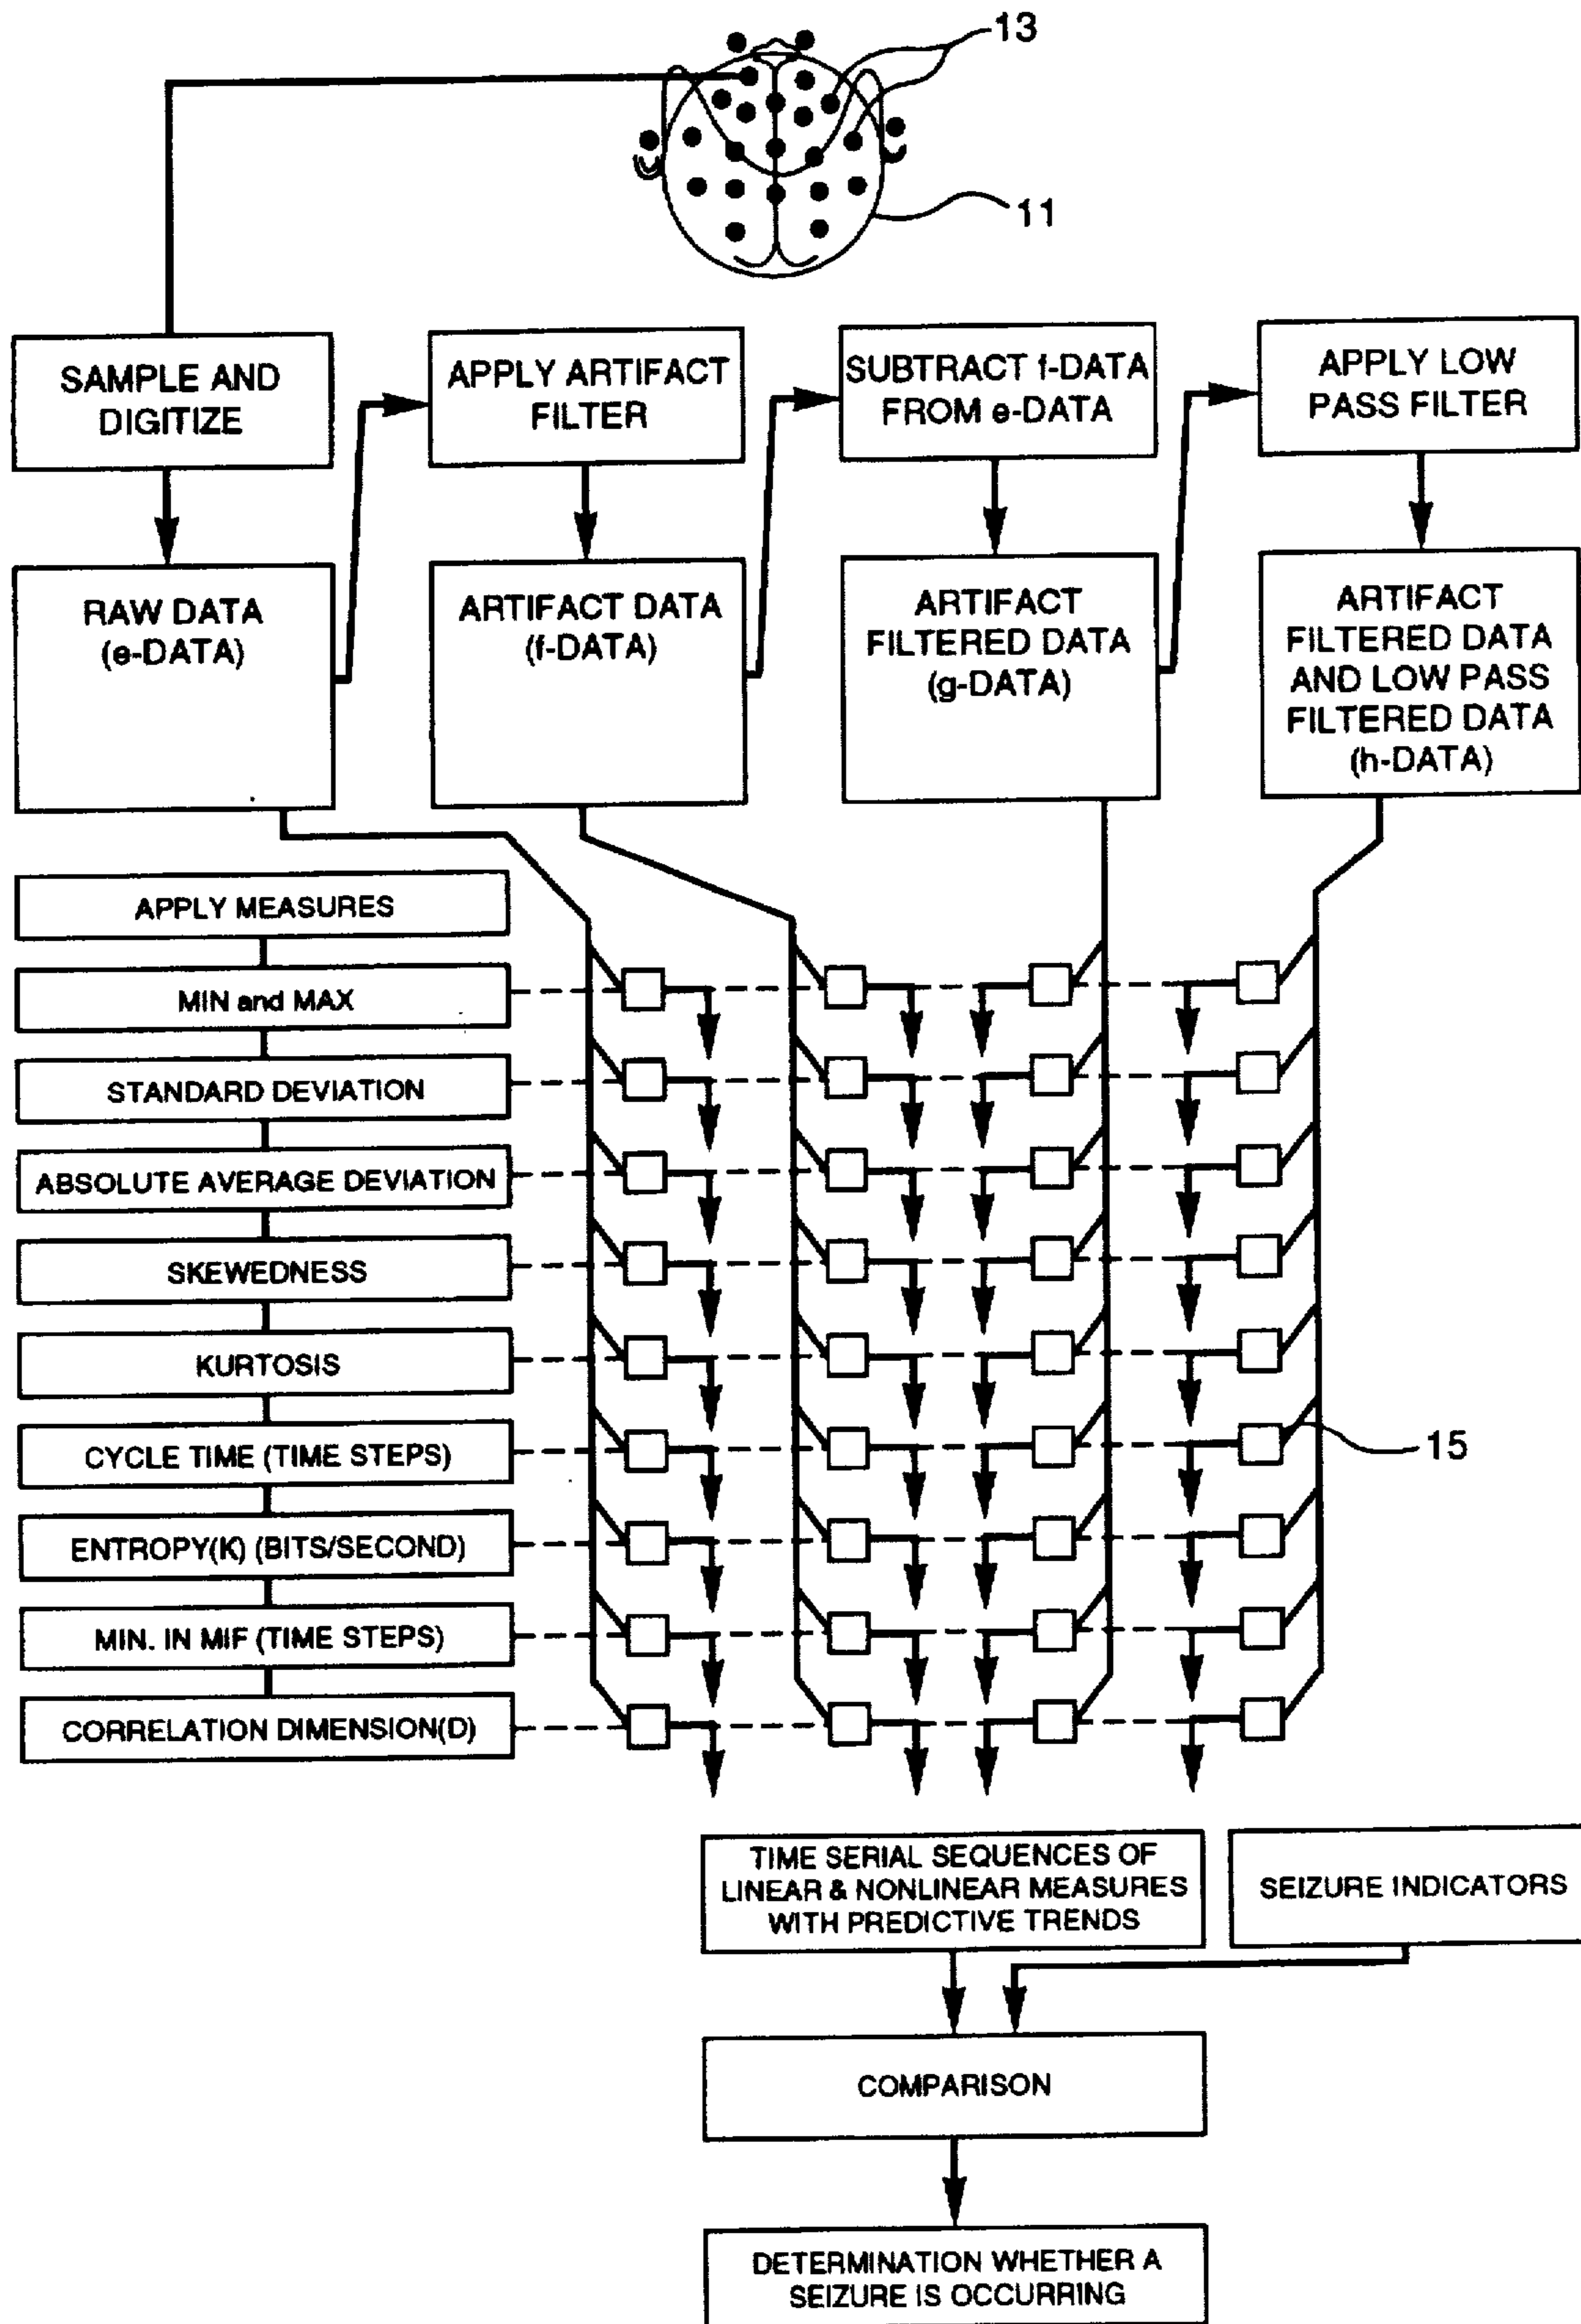 13
11
SAMPLE AND
DIGITIZE
APPLY ARTIFACT
FILTER
SUBTRACT f-DATA
FROM e-DATA
APPLY LOW
PASS FILTER
RAW DATA
(e-DATA)
ARTIFACT DATA
(f-DATA)
ARTIFACT
FILTERED DATA
(g-DATA)
ARTIFACT
FILTERED DATA
AND LOW PASS
FILTERED DATA
(h-DATA)
APPLY MEASURES
MIN and MAX
STANDARD DEVIATION
ABSOLUTE AVERAGE DEVIATION
SKEWEDNESS
KURTOSIS
CYCLE TIME (TIME STEPS)
15
ENTROPY(K) (BITS/SECOND)
MIN. IN MIF (TIME STEPS)
CORRELATION DIMENSION(D)
TIME SERIAL SEQUENCES OF
LINEAR & NONLINEAR MEASURES
WITH PREDICTIVE TRENDS
SEIZURE INDICATORS
COMPARISON
DETERMINATION WHETHER A
SEIZURE IS OCCURRING